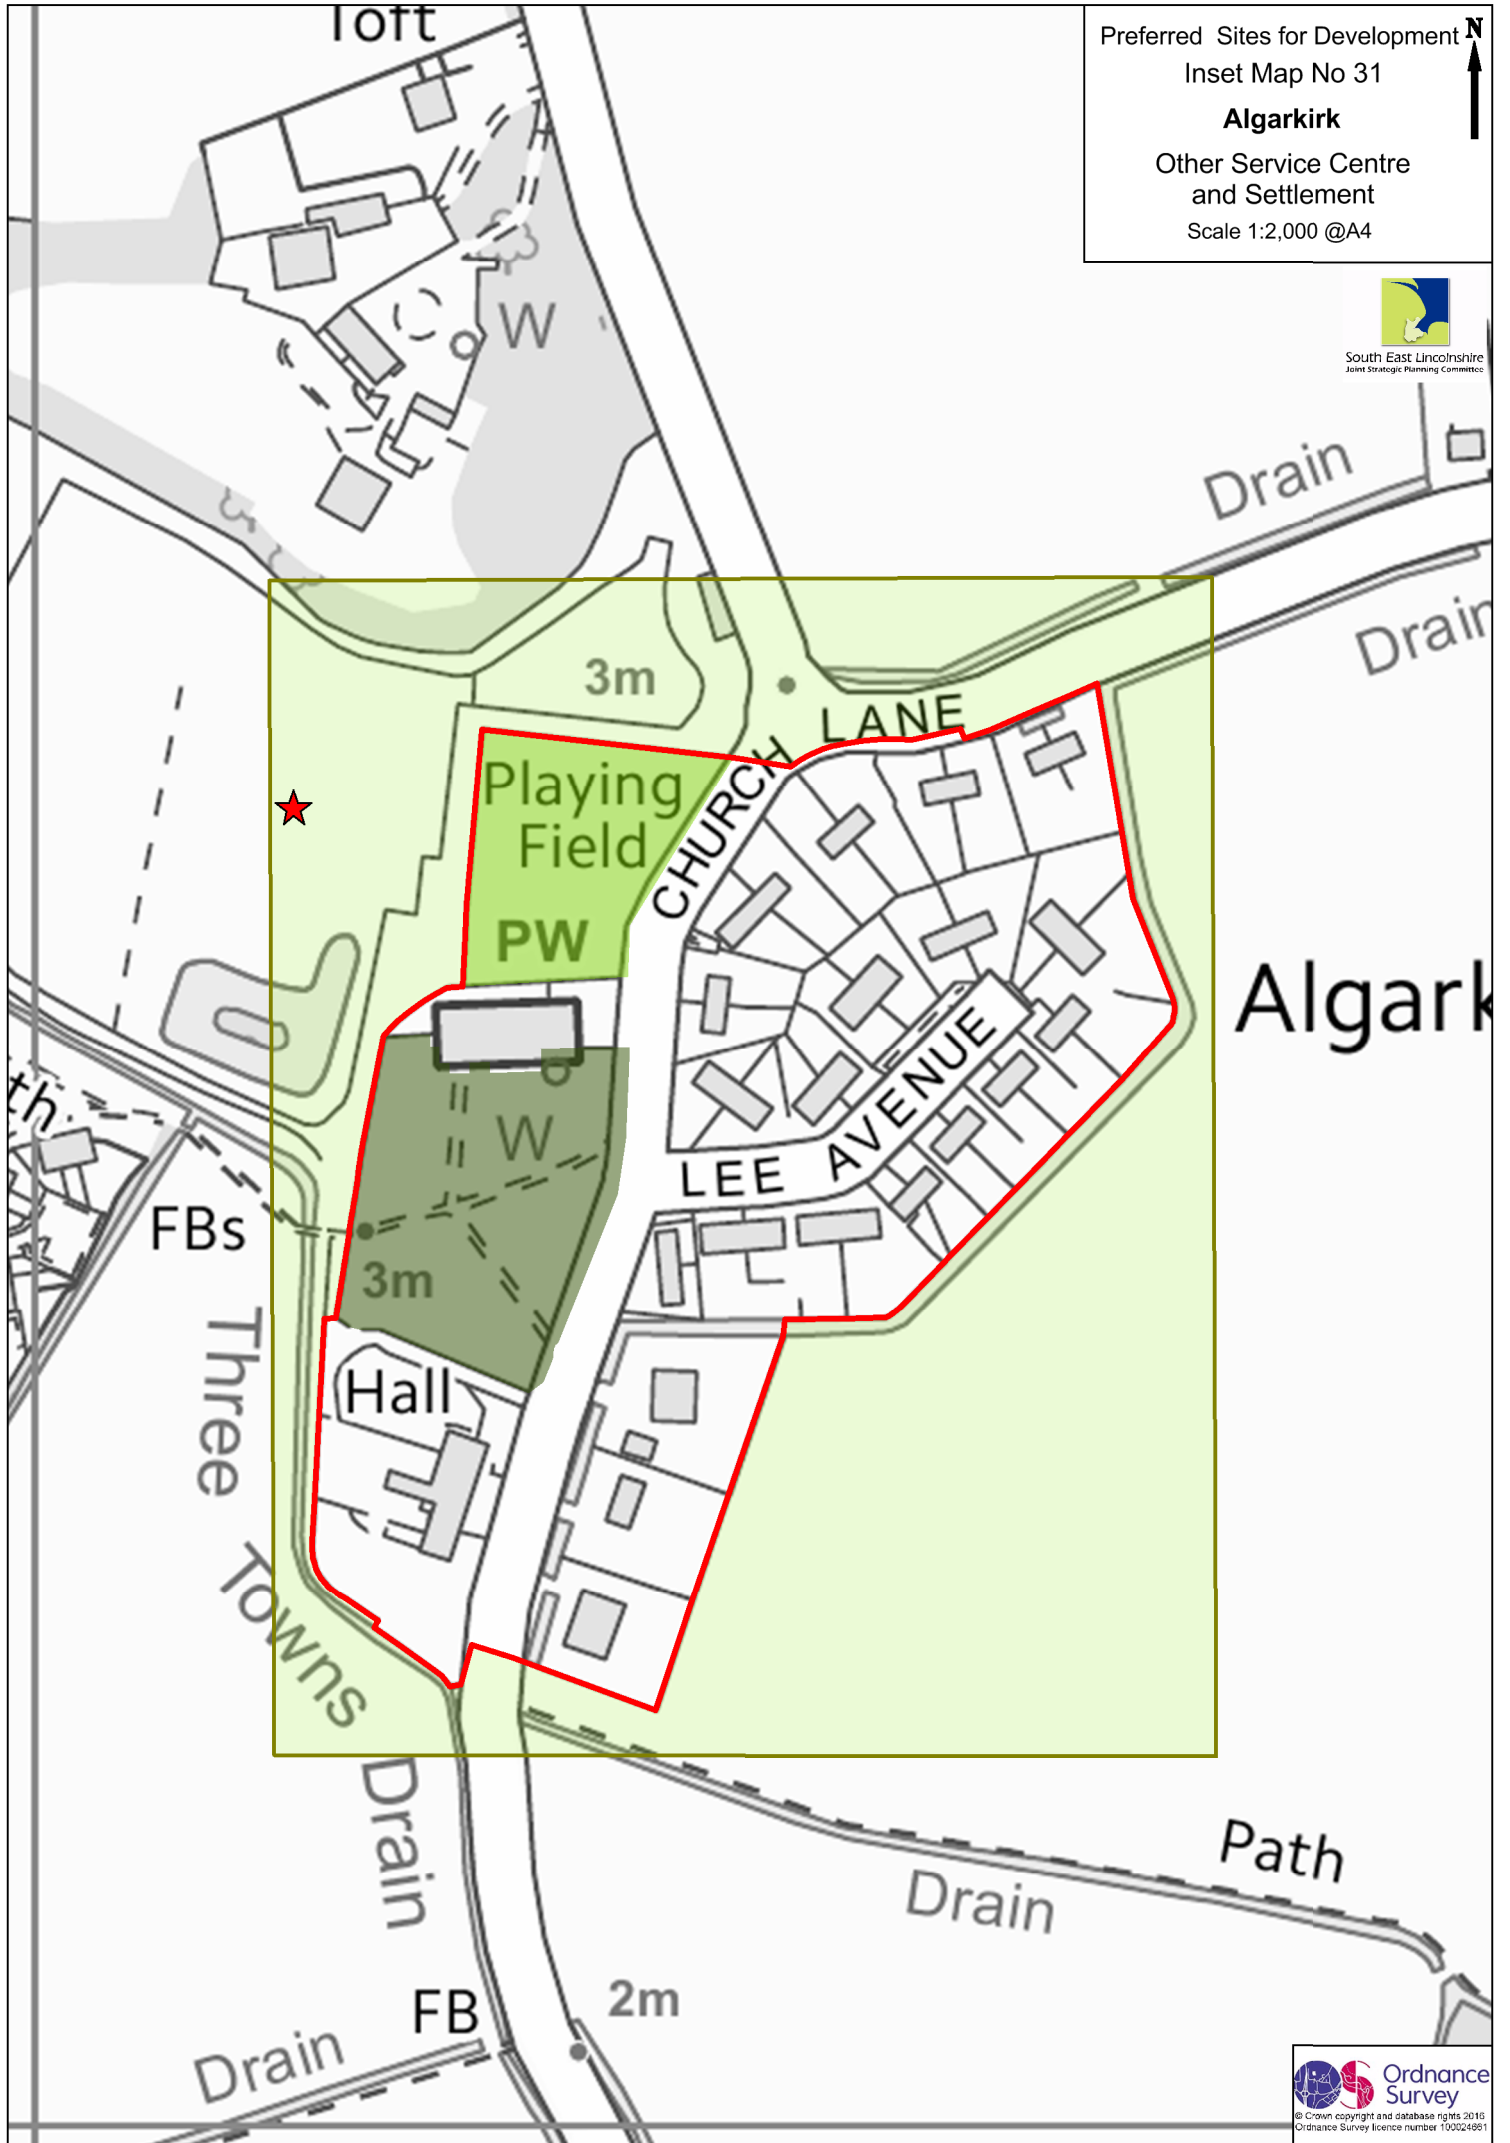 Toft
Preferred Sites for Development
Inset Map No 31
Algarkirk
Other Service Centre
and Settlement
Scale 1:2,000 @A4
N
South East Lincolnshire
Joint Strategic Planning Committee
W
Drain
Drain
3m
CHURCH LANE
Playing
Field
PW
Algark
th
W
LEE AVENUE
FBs
3m
Hall
Three Towns Drain
Path
Drain
2m
FB
Drain
Ordnance
Survey
© Crown copyright and database rights 2016
Ordnance Survey licence number 100024661